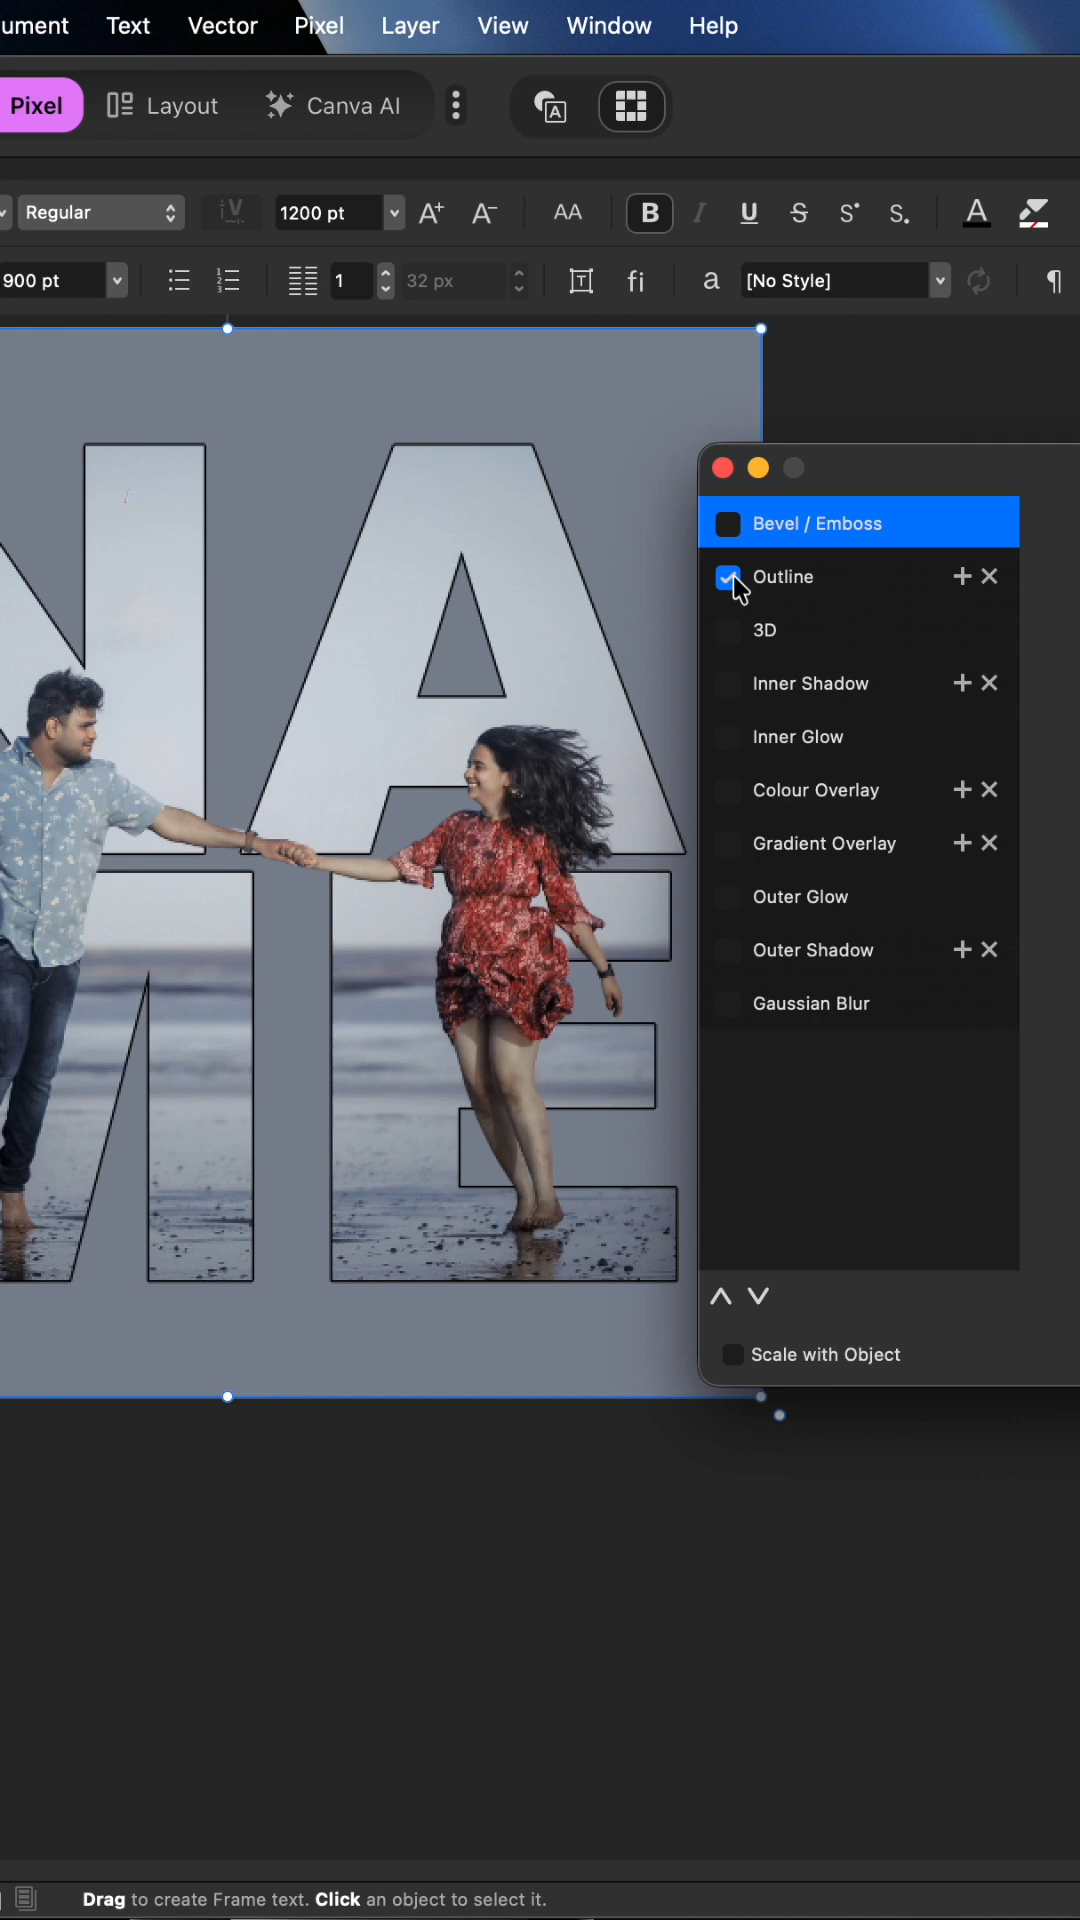 ument Text Vector Pixel Layer View Window Help
Pixel Layout Canva AI
Regular 1200 pt A+ A− AA B I U S S S. A
900 pt 1 32 px fi a [No Style] ¶
NA
ME
Bevel / Emboss
Outline
3D
Inner Shadow
Inner Glow
Colour Overlay
Gradient Overlay
Outer Glow
Outer Shadow
Gaussian Blur
Scale with Object
Drag to create Frame text. Click an object to select it.